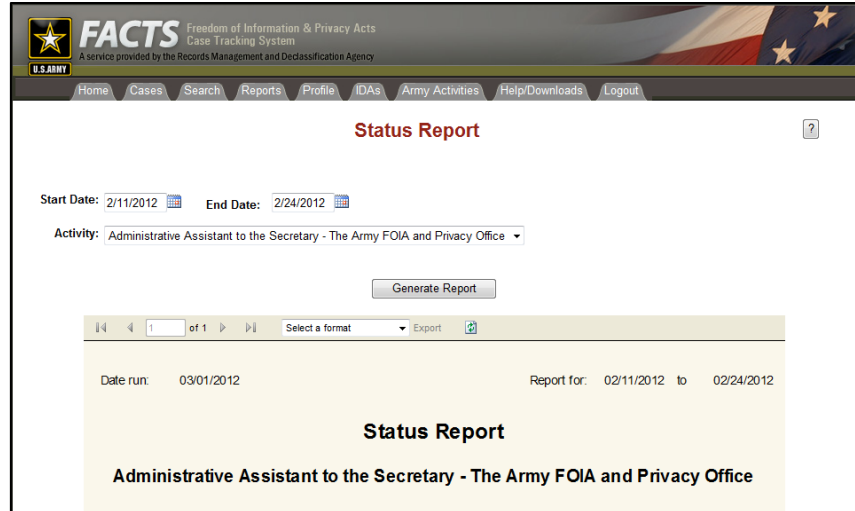 FACTS Freedom of Information & Privacy Acts
Case Tracking System
A service provided by the Records Management and Declassification Agency
U.S.ARMY
Home Cases Search Reports Profile IDAs Army Activities Help/Downloads Logout
Status Report ?
Start Date: 2/11/2012 End Date: 2/24/2012
Activity: Administrative Assistant to the Secretary - The Army FOIA and Privacy Office
Generate Report
1 of 1 Select a format Export
Date run: 03/01/2012 Report for: 02/11/2012 to 02/24/2012
Status Report
Administrative Assistant to the Secretary - The Army FOIA and Privacy Office